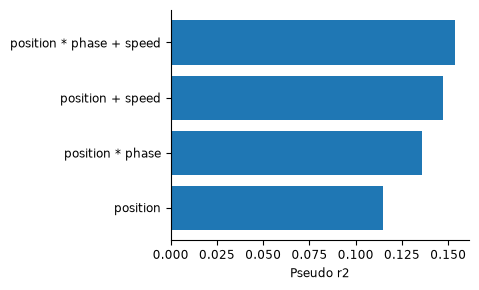 position * phase + speed
position + speed
position * phase
position
0.000 0.025 0.050 0.075 0.100 0.125 0.150
Pseudo r2